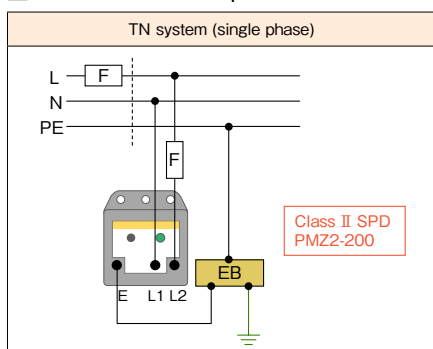 TN system (single phase)
L
F
N
PE
F
Class Ⅱ SPD
PMZ2-200
EB
E L1 L2